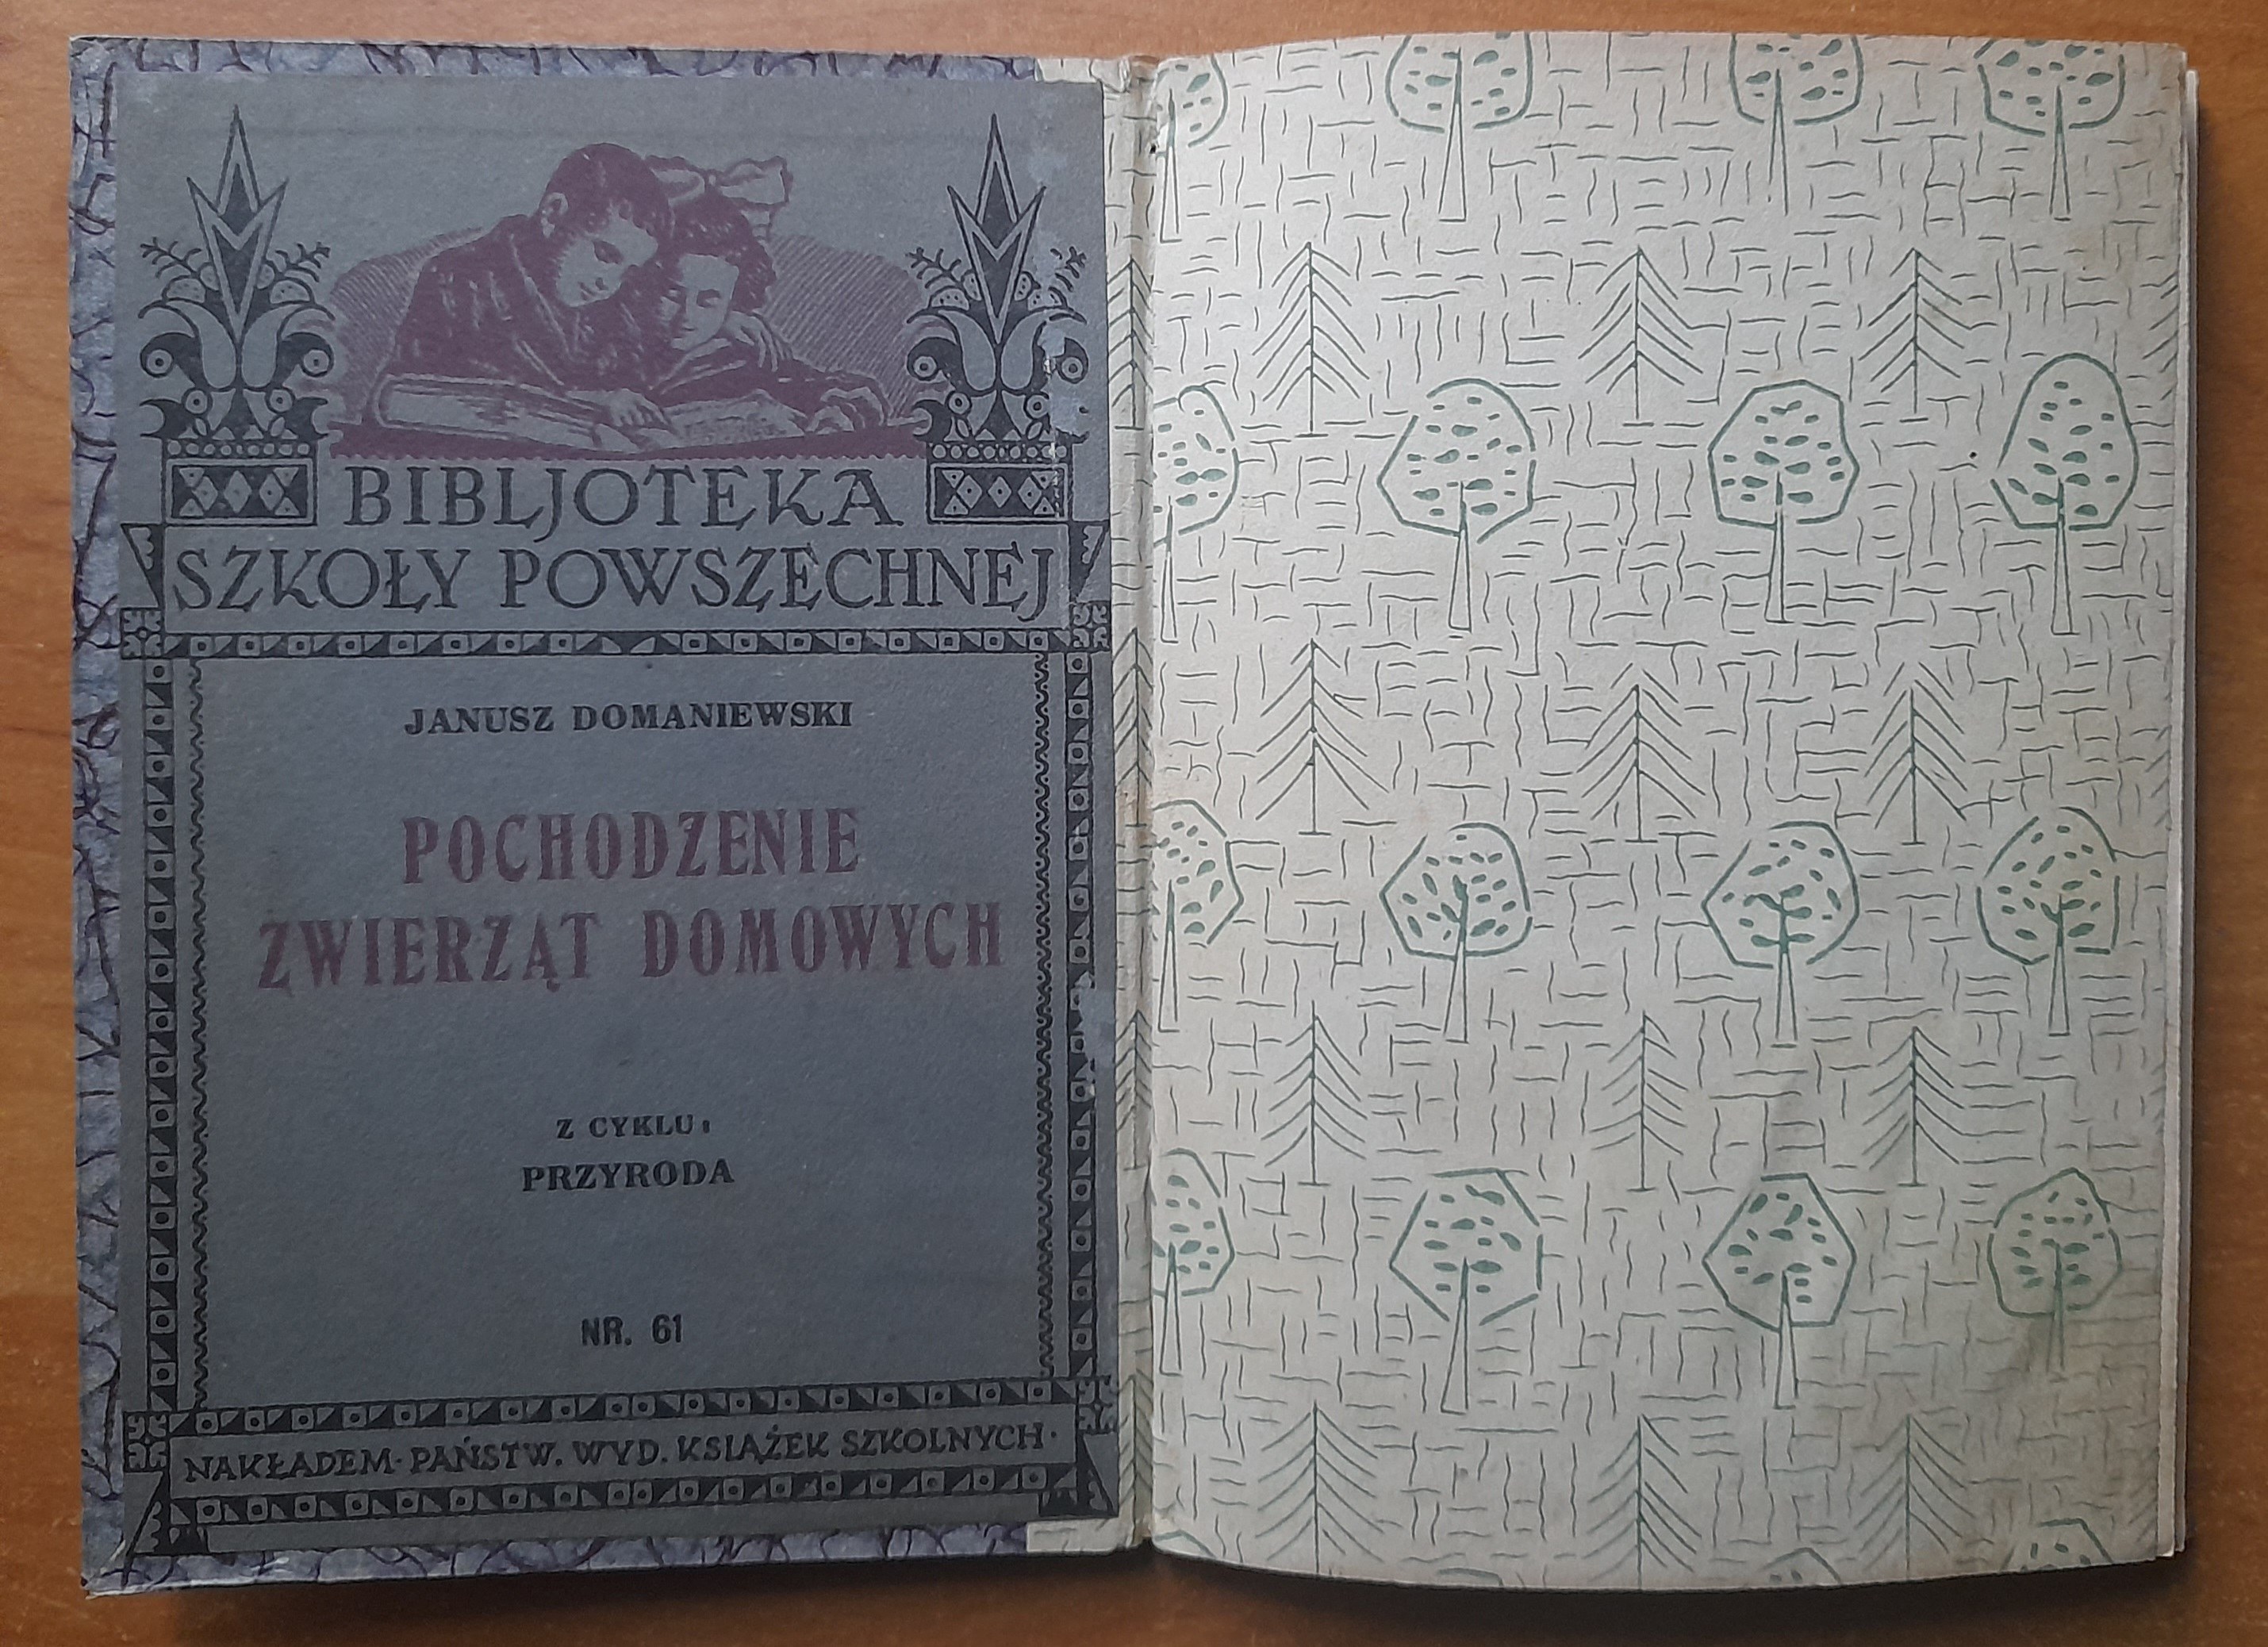 BIBLJOTEKA
SZKOŁY POWSZECHNEJ
JANUSZ DOMANIEWSKI
POCHODZENIE
ZWIERZĄT DOMOWYCH
Z CYKLU:
PRZYRODA
NR. 61
NAKŁADEM · PAŃSTW. WYD. KSIĄŻEK SZKOLNYCH ·